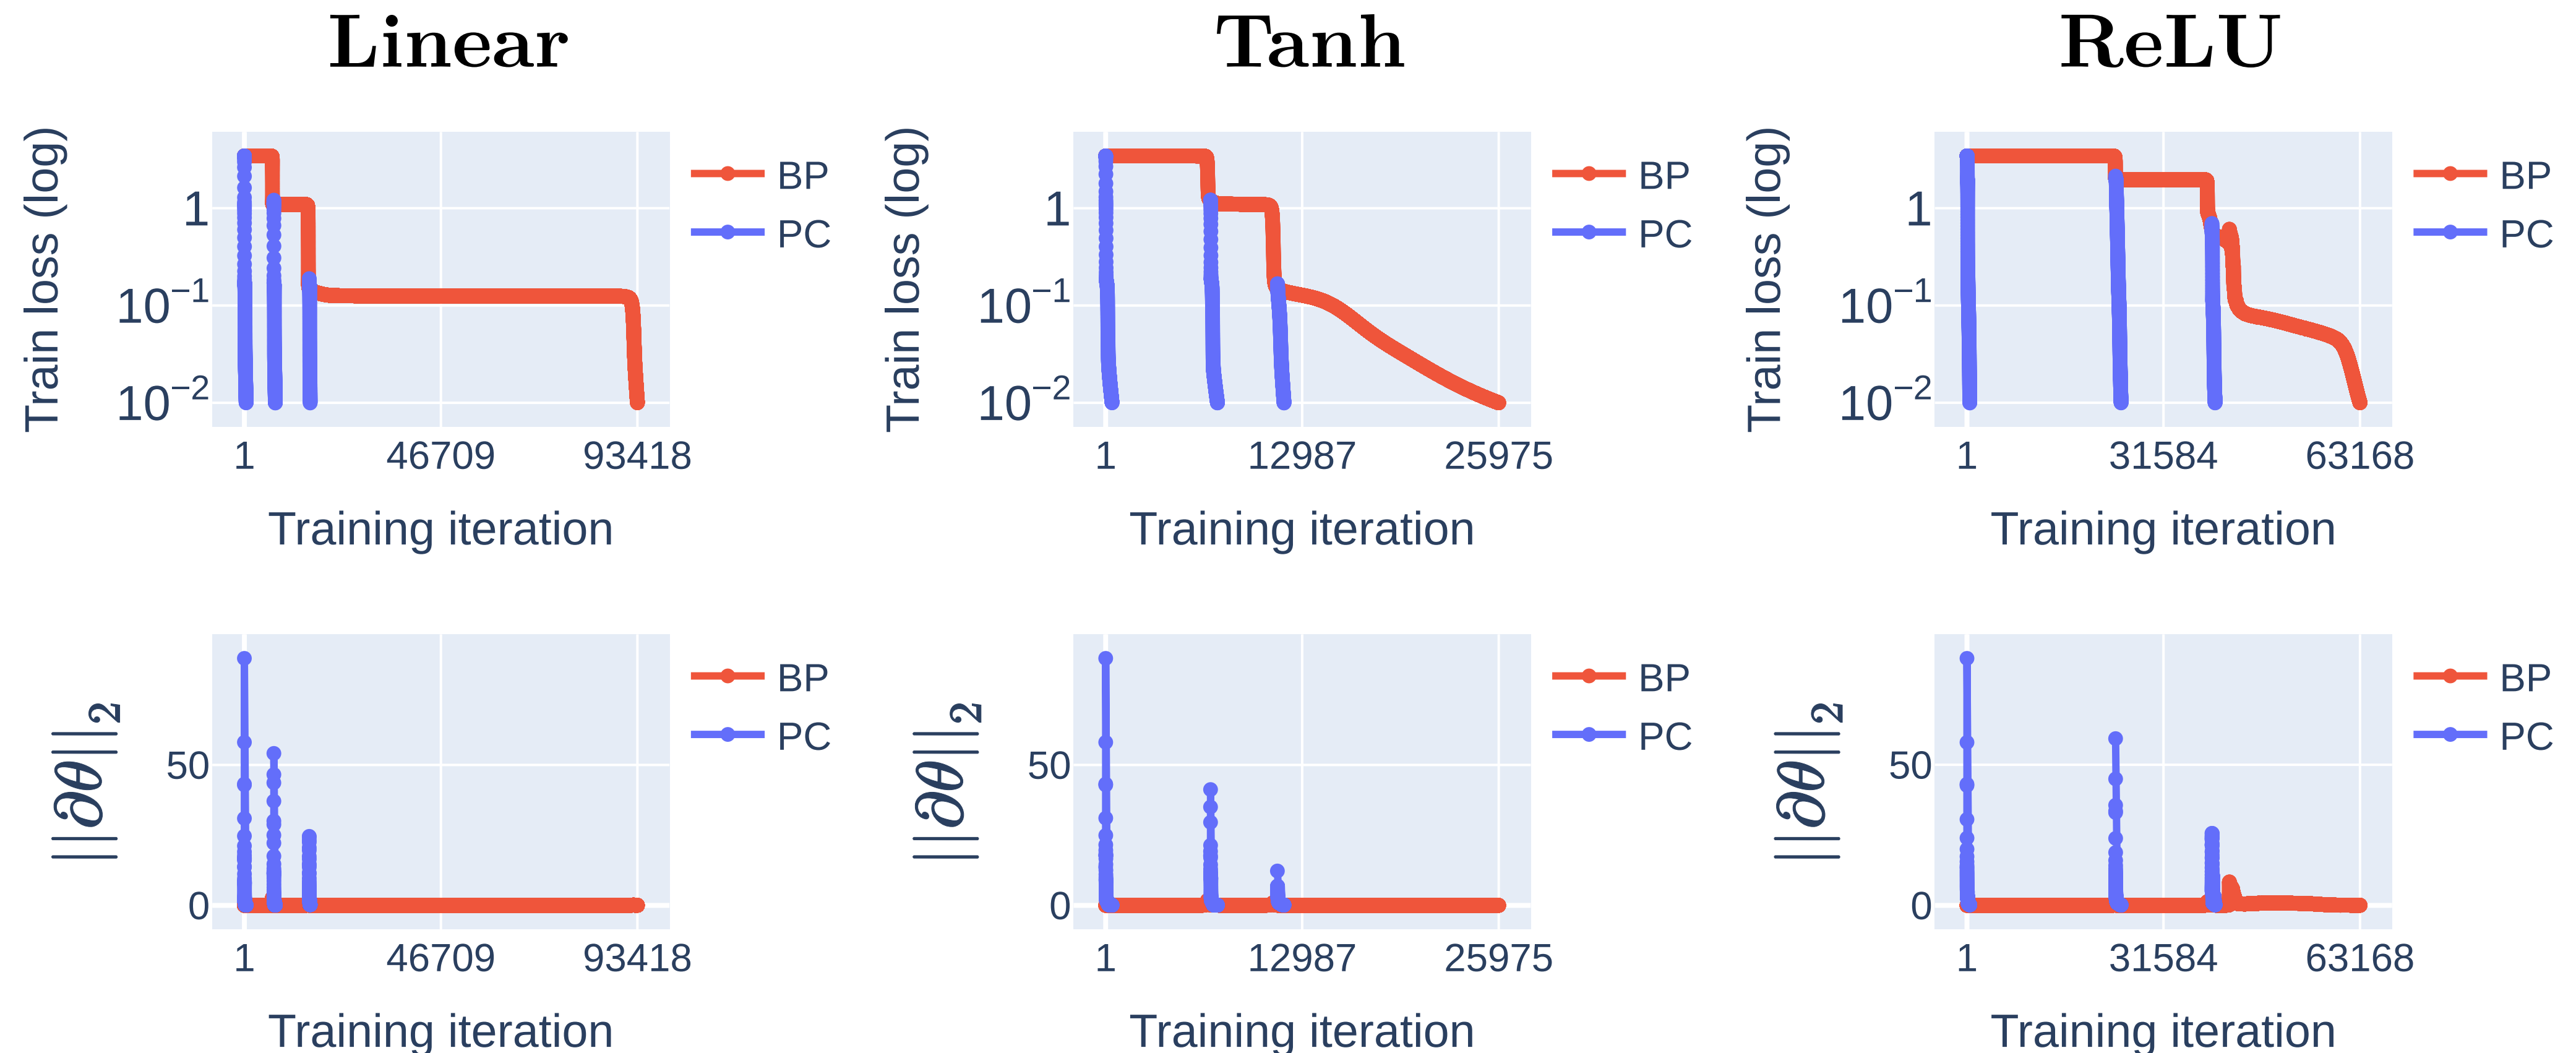 Linear
Train loss (log)
1
10⁻¹
10⁻²
1 46709 93418
Training iteration
BP
PC
Tanh
Train loss (log)
1
10⁻¹
10⁻²
1 12987 25975
Training iteration
BP
PC
ReLU
Train loss (log)
1
10⁻¹
10⁻²
1 31584 63168
Training iteration
BP
PC
||∂θ||₂
50
0
1 46709 93418
Training iteration
BP
PC
||∂θ||₂
50
0
1 12987 25975
Training iteration
BP
PC
||∂θ||₂
50
0
1 31584 63168
Training iteration
BP
PC